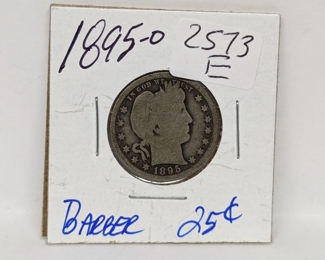 1895-O 2573
E
IN GOD WE TRUST
1895
BARBER 25¢